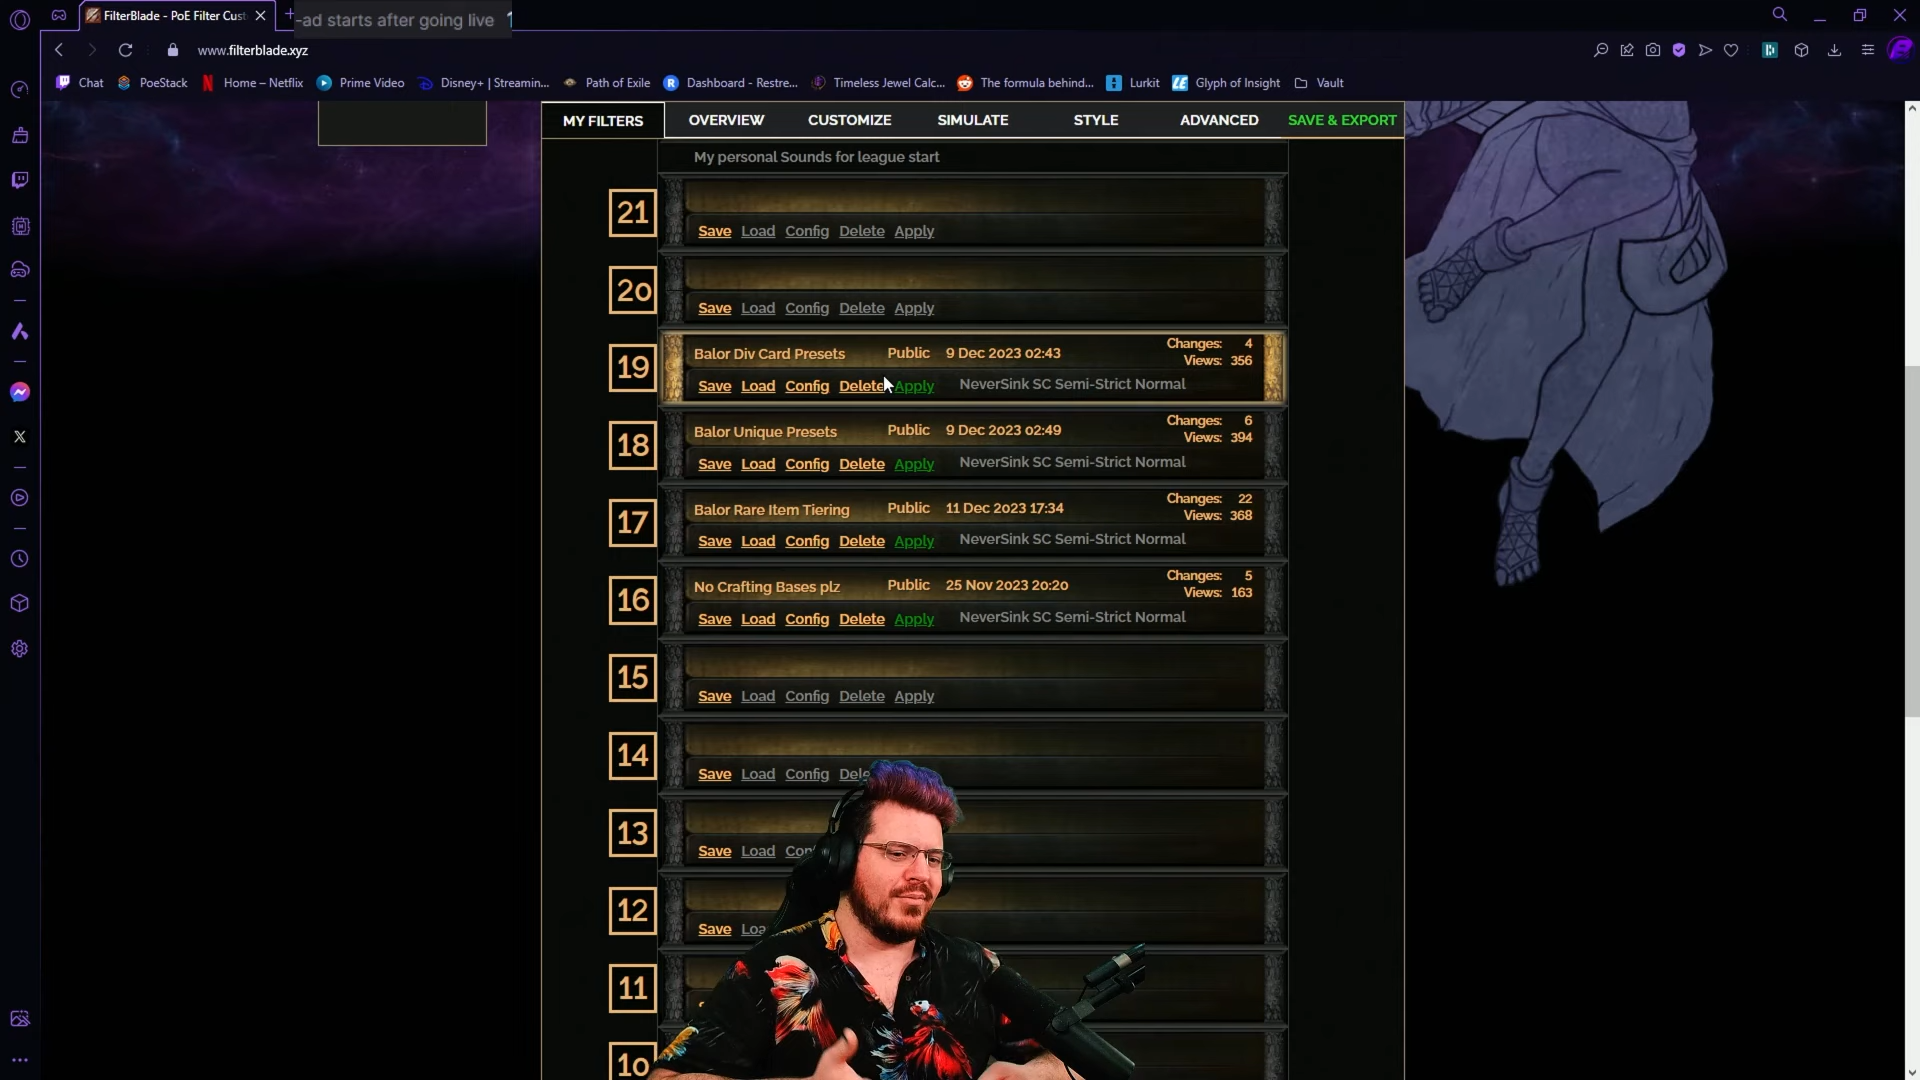 FilterBlade - PoE Filter Cust
-ad starts after going live
www.filterblade.xyz
Chat PoeStack Home – Netflix Prime Video Disney+ | Streamin... Path of Exile Dashboard - Restre... Timeless Jewel Calc... The formula behind... Lurkit Glyph of Insight Vault
MY FILTERS OVERVIEW CUSTOMIZE SIMULATE STYLE ADVANCED SAVE & EXPORT
My personal Sounds for league start
21
Save Load Config Delete Apply
20
Save Load Config Delete Apply
19
Balor Div Card Presets Public 9 Dec 2023 02:43 Changes: 4
Views: 356
Save Load Config Delete Apply NeverSink SC Semi-Strict Normal
18
Balor Unique Presets Public 9 Dec 2023 02:49 Changes: 6
Views: 394
Save Load Config Delete Apply NeverSink SC Semi-Strict Normal
17
Balor Rare Item Tiering Public 11 Dec 2023 17:34 Changes: 22
Views: 368
Save Load Config Delete Apply NeverSink SC Semi-Strict Normal
16
No Crafting Bases plz Public 25 Nov 2023 20:20 Changes: 5
Views: 163
Save Load Config Delete Apply NeverSink SC Semi-Strict Normal
15
Save Load Config Delete Apply
14
Save Load Config Dele
13
Save Load Con
12
Save Loa
11
10